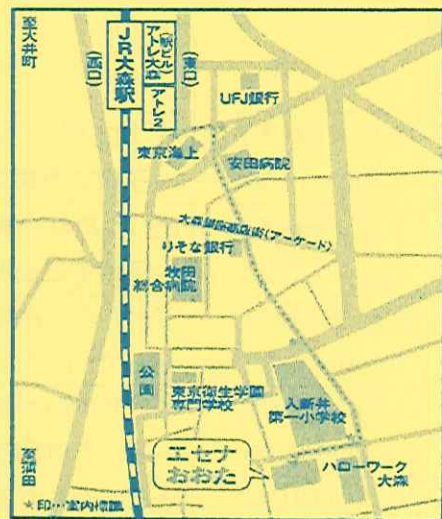 至大井町
(西口)
JR大森駅
(駅ビル)
アトレ大森
アトレ2
(東口)
UFJ銀行
東京海上
安田病院
大森銀座商店街(アーケード)
りそな銀行
牧田
総合病院
公園
東京衛生学園
専門学校
入新井
第一小学校
エセナ
おおた
ハローワーク
大森
至蒲田
★印…案内標識